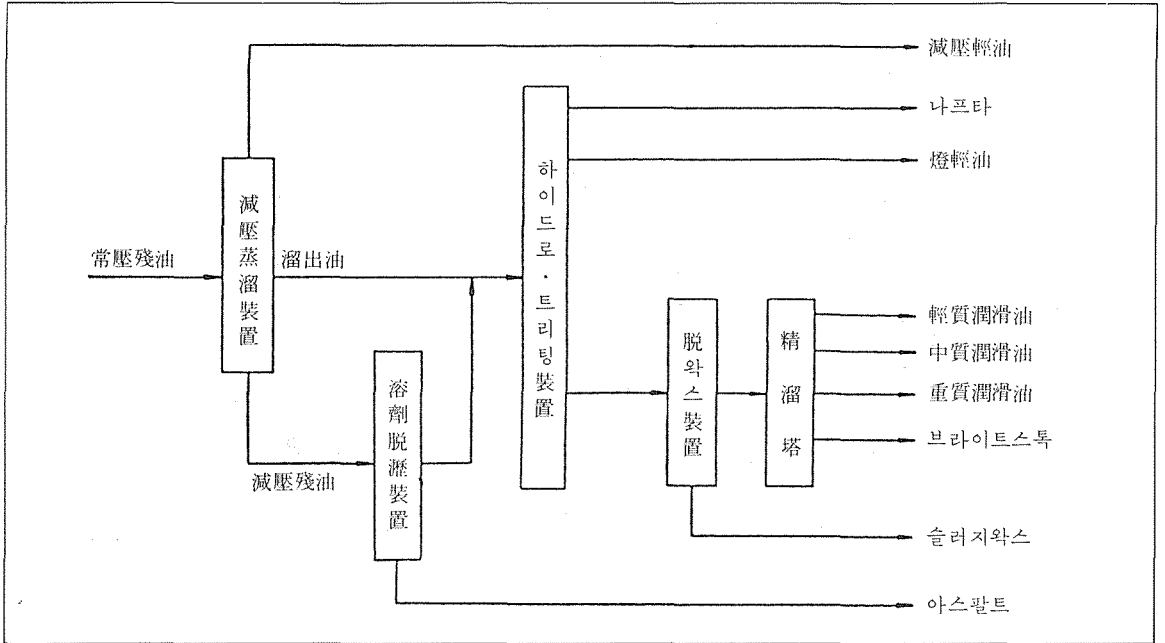 減壓輕油
나프타
燈輕油
減壓蒸溜裝置
하이드로·트리팅裝置
常壓殘油
溜出油
脫왁스裝置
精溜塔
輕質潤滑油
中質潤滑油
重質潤滑油
브라이트스톡
溶劑脫瀝裝置
減壓殘油
슬러지왁스
아스팔트